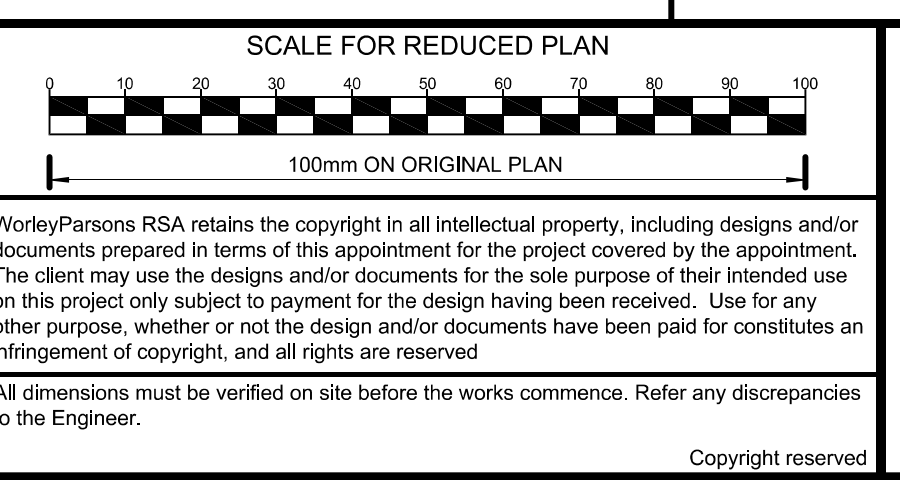 SCALE FOR REDUCED PLAN
0 10 20 30 40 50 60 70 80 90 100
100mm ON ORIGINAL PLAN
WorleyParsons RSA retains the copyright in all intellectual property, including designs and/or
documents prepared in terms of this appointment for the project covered by the appointment.
The client may use the designs and/or documents for the sole purpose of their intended use
on this project only subject to payment for the design having been received.  Use for any
other purpose, whether or not the design and/or documents have been paid for constitutes an
infringement of copyright, and all rights are reserved
All dimensions must be verified on site before the works commence. Refer any discrepancies
to the Engineer.
Copyright reserved